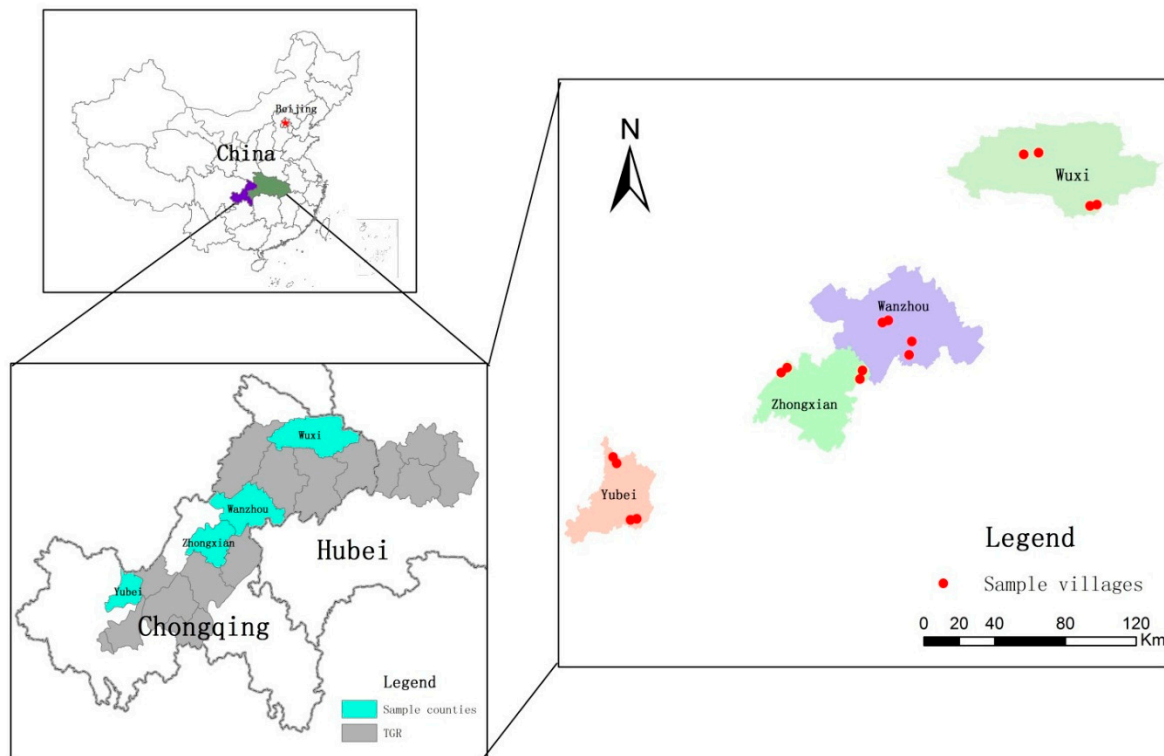 Beijing
China
Wuxi
Wanzhou
Zhongxian
Yubei
Hubei
Chongqing
Legend
Sample counties
TGR
N
Wuxi
Wanzhou
Zhongxian
Yubei
Legend
Sample villages
0 20 40 80 120
Km